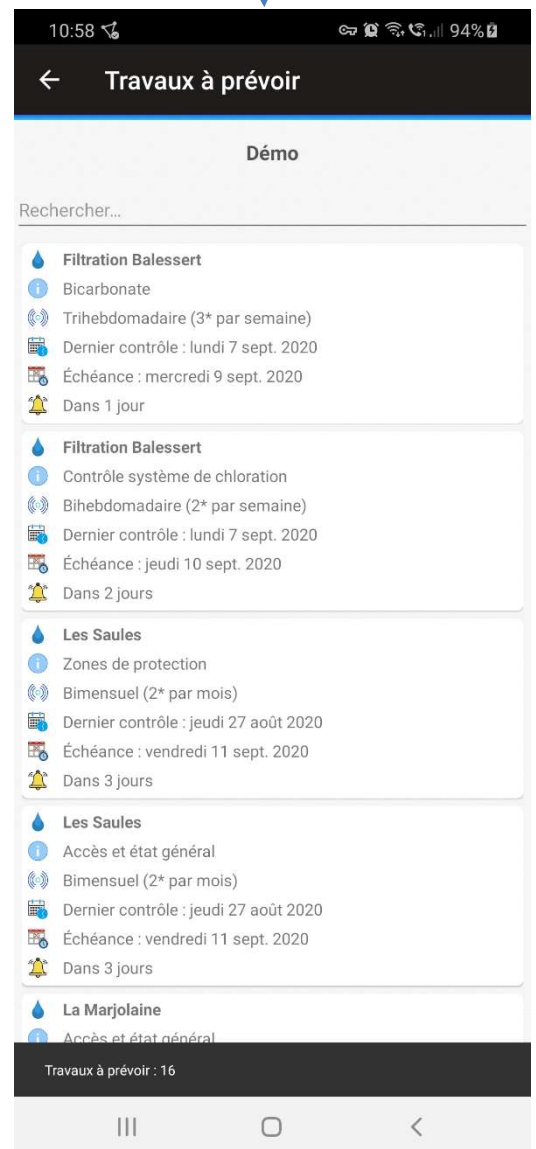 10:58 94%
Travaux à prévoir
Démo
Rechercher...
Filtration Balessert
Bicarbonate
Trihebdomadaire (3* par semaine)
Dernier contrôle : lundi 7 sept. 2020
Échéance : mercredi 9 sept. 2020
Dans 1 jour
Filtration Balessert
Contrôle système de chloration
Bihebdomadaire (2* par semaine)
Dernier contrôle : lundi 7 sept. 2020
Échéance : jeudi 10 sept. 2020
Dans 2 jours
Les Saules
Zones de protection
Bimensuel (2* par mois)
Dernier contrôle : jeudi 27 août 2020
Échéance : vendredi 11 sept. 2020
Dans 3 jours
Les Saules
Accès et état général
Bimensuel (2* par mois)
Dernier contrôle : jeudi 27 août 2020
Échéance : vendredi 11 sept. 2020
Dans 3 jours
La Marjolaine
Accès et état général
Travaux à prévoir : 16